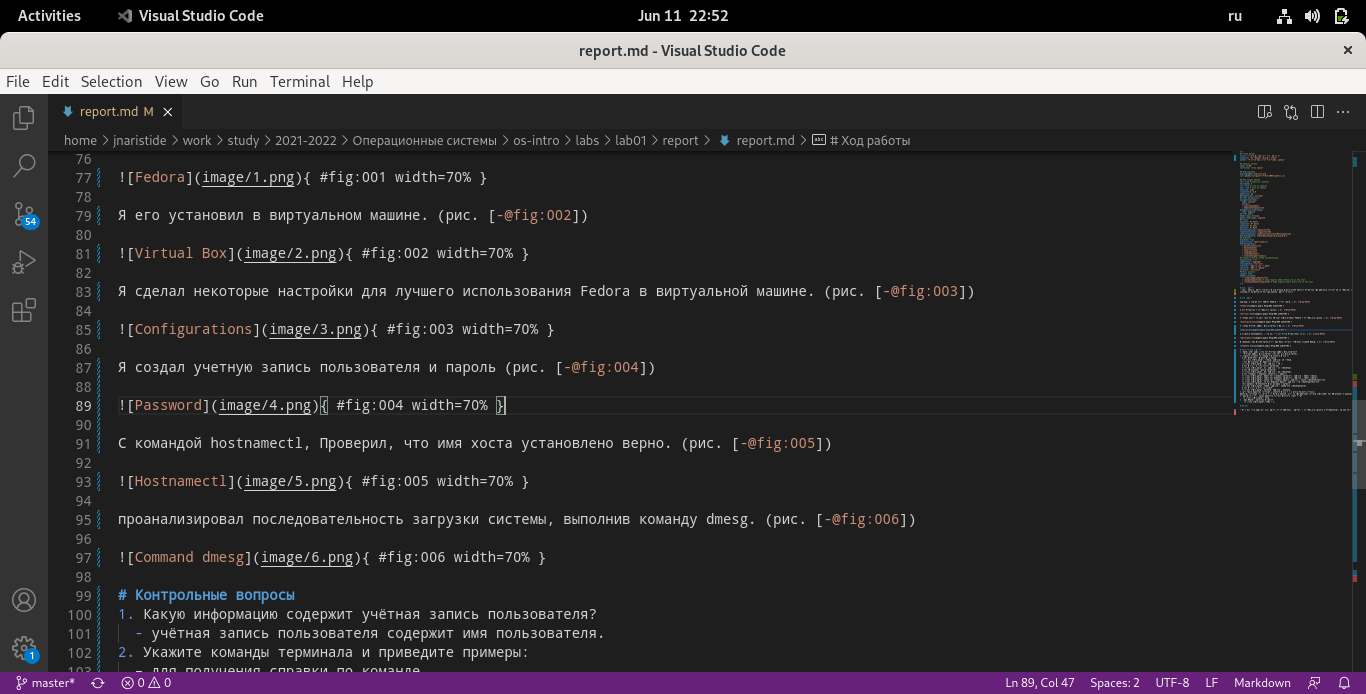 Activities Visual Studio Code Jun 11 22:52 ru
report.md - Visual Studio Code ×
File Edit Selection View Go Run Terminal Help
report.md M ×
home > jnaristide > work > study > 2021-2022 > Операционные системы > os-intro > labs > lab01 > report > report.md > # Ход работы
76
77 ![Fedora](image/1.png){ #fig:001 width=70% }
78
79 Я его установил в виртуальном машине. (рис. [-@fig:002])
80
81 ![Virtual Box](image/2.png){ #fig:002 width=70% }
82
83 Я сделал некоторые настройки для лучшего использования Fedora в виртуальной машине. (рис. [-@fig:003])
84
85 ![Configurations](image/3.png){ #fig:003 width=70% }
86
87 Я создал учетную запись пользователя и пароль (рис. [-@fig:004])
88
89 ![Password](image/4.png){ #fig:004 width=70% }
90
91 С командой hostnamectl, Проверил, что имя хоста установлено верно. (рис. [-@fig:005])
92
93 ![Hostnamectl](image/5.png){ #fig:005 width=70% }
94
95 проанализировал последовательность загрузки системы, выполнив команду dmesg. (рис. [-@fig:006])
96
97 ![Command dmesg](image/6.png){ #fig:006 width=70% }
98
99 # Контрольные вопросы
100 1. Какую информацию содержит учётная запись пользователя?
101 - учётная запись пользователя содержит имя пользователя.
102 2. Укажите команды терминала и приведите примеры:
103 - для получения справки по команде
54
1
master* 0 0 Ln 89, Col 47 Spaces: 2 UTF-8 LF Markdown